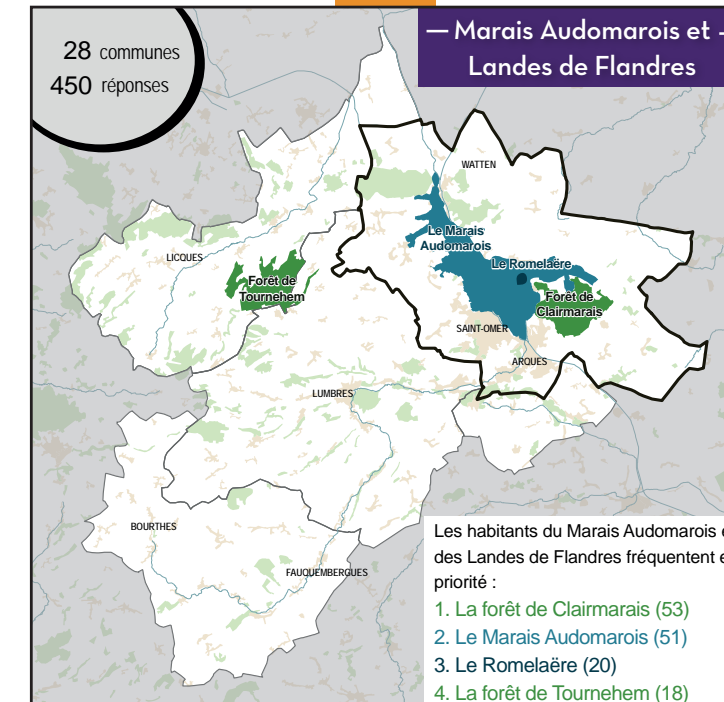 28 communes
450 réponses
— Marais Audomarois et -
Landes de Flandres
WATTEN
Le Marais
Audomarois
LICQUES
Le Romelaëre
Forêt de
Tournehem
Forêt de
Clairmarais
SAINT-OMER
ARQUES
LUMBRES
BOURTHES
FAUQUEMBERGUES
Les habitants du Marais Audomarois e
des Landes de Flandres fréquentent e
priorité :
1. La forêt de Clairmarais (53)
2. Le Marais Audomarois (51)
3. Le Romelaëre (20)
4. La forêt de Tournehem (18)